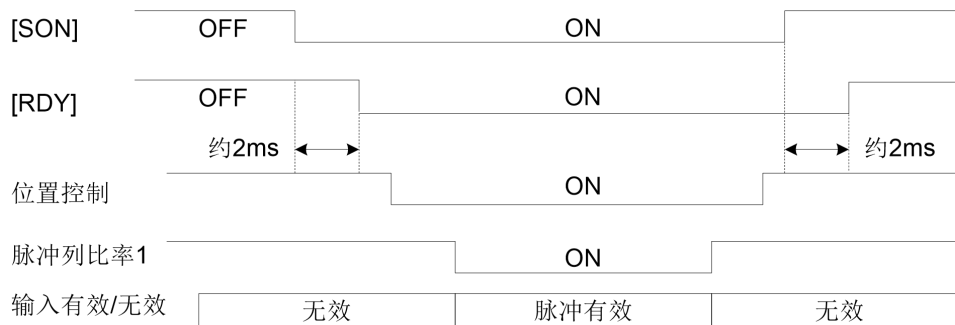 [SON] OFF ON
[RDY] OFF ON
约2ms 约2ms
位置控制 ON
脉冲列比率1 ON
输入有效/无效 无效 脉冲有效 无效